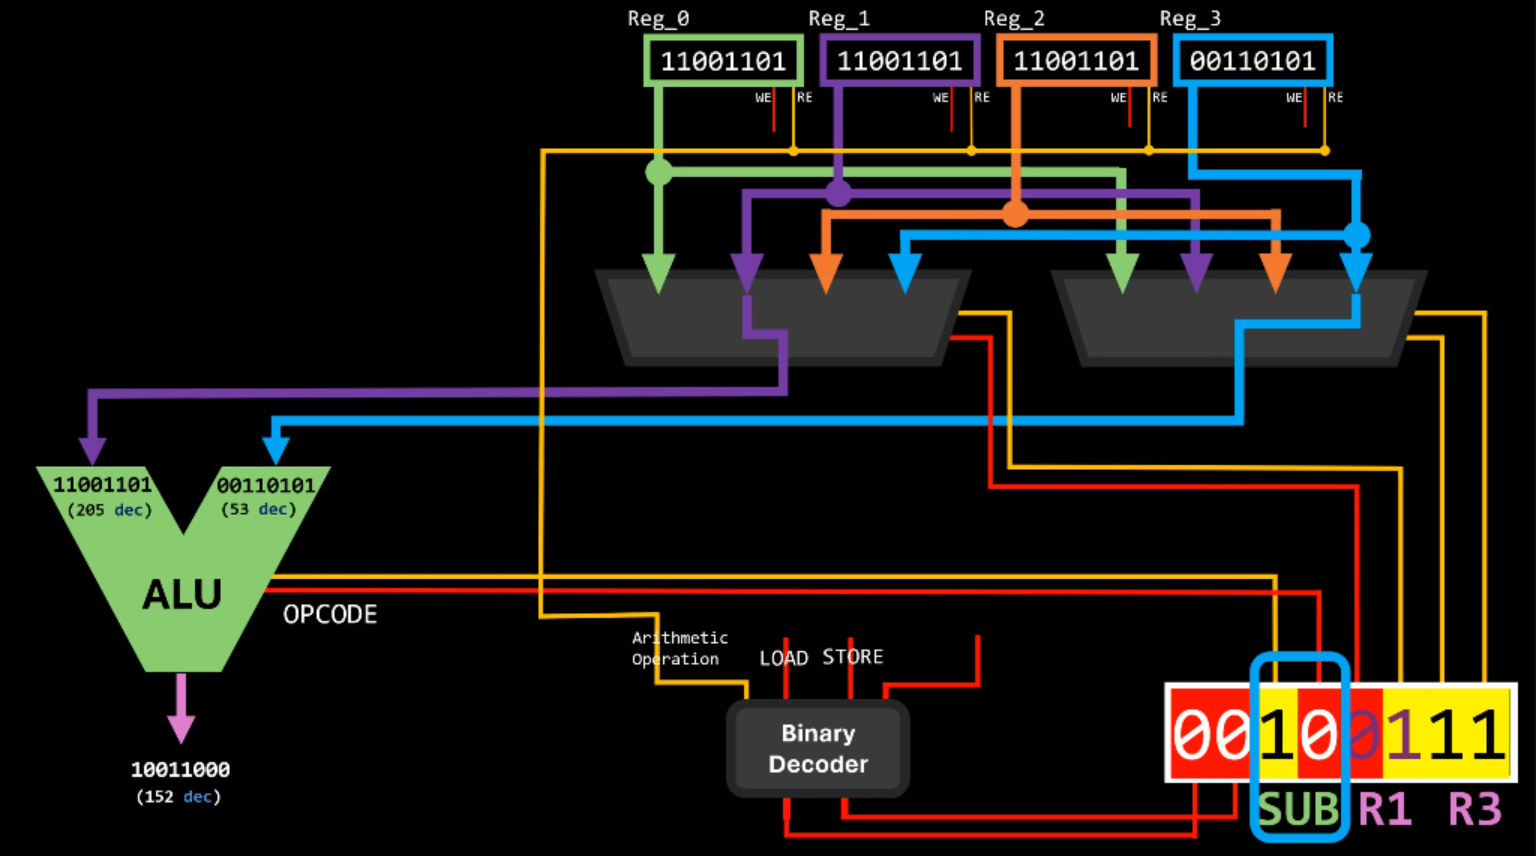 Reg_0 Reg_1 Reg_2 Reg_3
11001101 11001101 11001101 00110101
WE RE WE RE WE RE WE RE
11001101 00110101
(205 dec) (53 dec)
ALU
OPCODE
Arithmetic
Operation LOAD STORE
Binary
Decoder
00100111
SUB R1 R3
10011000
(152 dec)